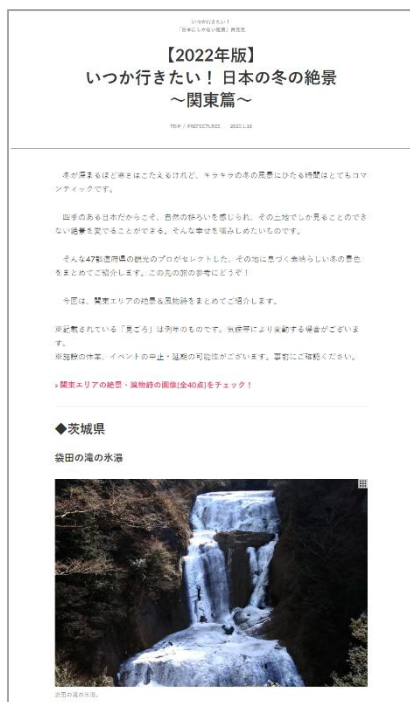 いつか行きたい！
「日本にしかない風景」再発見
【2022年版】
いつか行きたい！ 日本の冬の絶景
～関東篇～
TRIP / #PREFECTURES
冬が深まるほど寒さはこたえるけれど、キラキラの冬の風景にひたる時間はとてもロマ
ンティックです。
四季のある日本だからこそ、自然の移ろいを感じられ、その土地でしか見ることのでき
ない絶景を愛でることができる。そんな幸せを噛みしめたいものです。
そんな47都道府県の観光のプロがセレクトした、その地に息づく素晴らしい冬の景色
をまとめてご紹介します。この先の旅の参考にどうぞ！
今回は、関東エリアの絶景＆風物詩をまとめてご紹介します。
※記載されている「見ごろ」は例年のものです。気候等により変動する場合がございま
す。
※施設の休業、イベントの中止・延期の可能性がございます。事前にご確認ください。
» 関東エリアの絶景・風物詩の画像(全40点)をチェック！
◆茨城県
袋田の滝の氷瀑
袋田の滝の氷瀑。